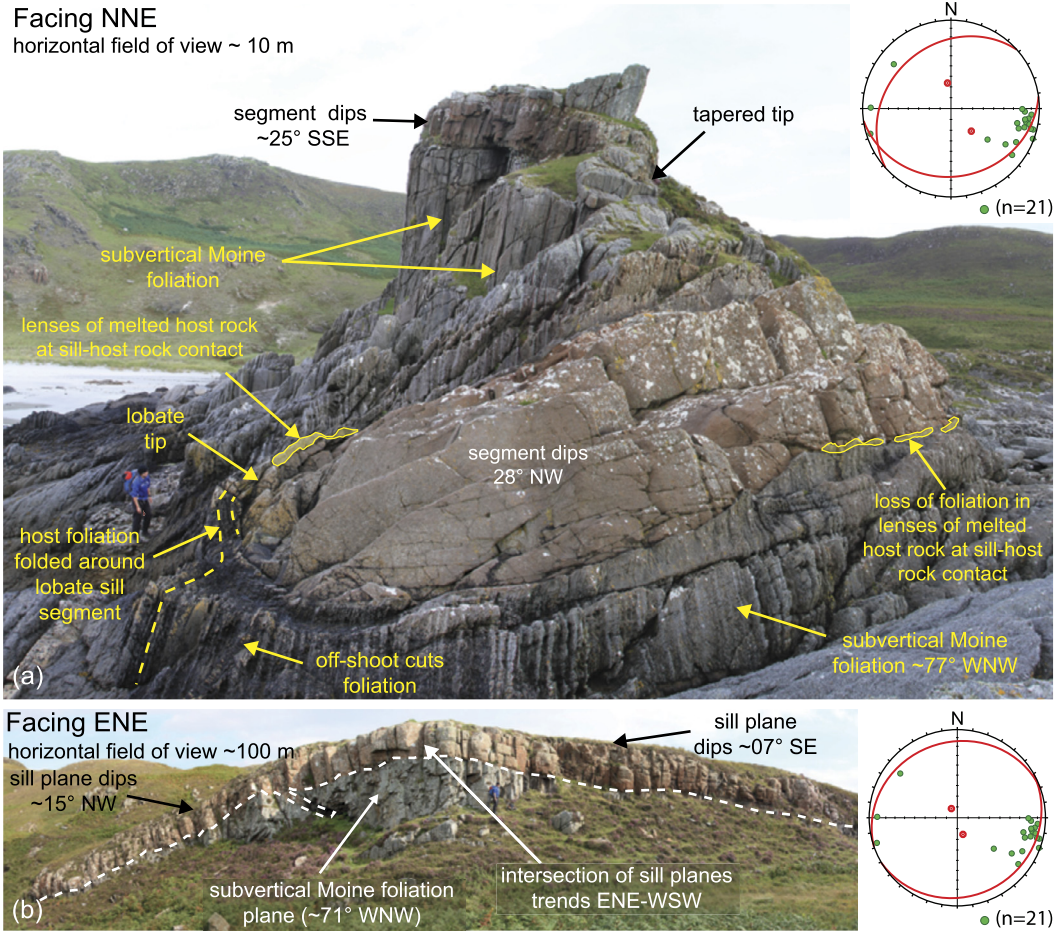 Facing NNE
horizontal field of view ~ 10 m
segment dips
~25° SSE
tapered tip
N
(n=21)
subvertical Moine
foliation
lenses of melted host rock
at sill-host rock contact
lobate
tip
segment dips
28° NW
host foliation
folded around
lobate sill
segment
loss of foliation in
lenses of melted
host rock at sill-host
rock contact
off-shoot cuts
foliation
subvertical Moine
foliation ~77° WNW
(a)
Facing ENE
horizontal field of view ~100 m
sill plane dips
~15° NW
sill plane
dips ~07° SE
N
(n=21)
subvertical Moine foliation
plane (~71° WNW)
intersection of sill planes
trends ENE-WSW
(b)